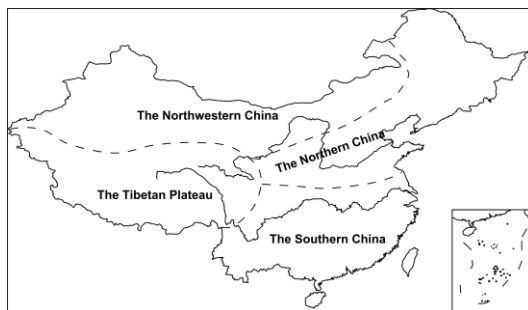 The Northwestern China
The Northern China
The Tibetan Plateau
The Southern China